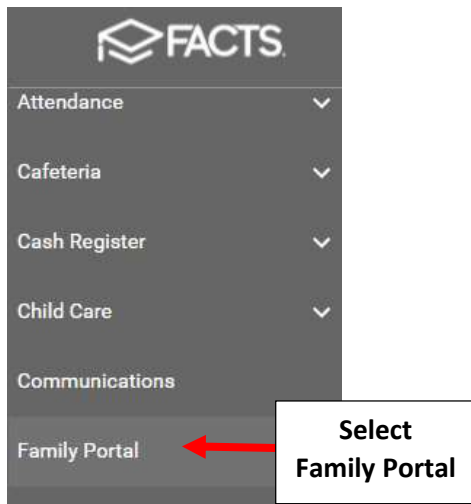 FACTS.
Attendance
Cafeteria
Cash Register
Child Care
Communications
Family Portal
Select
Family Portal